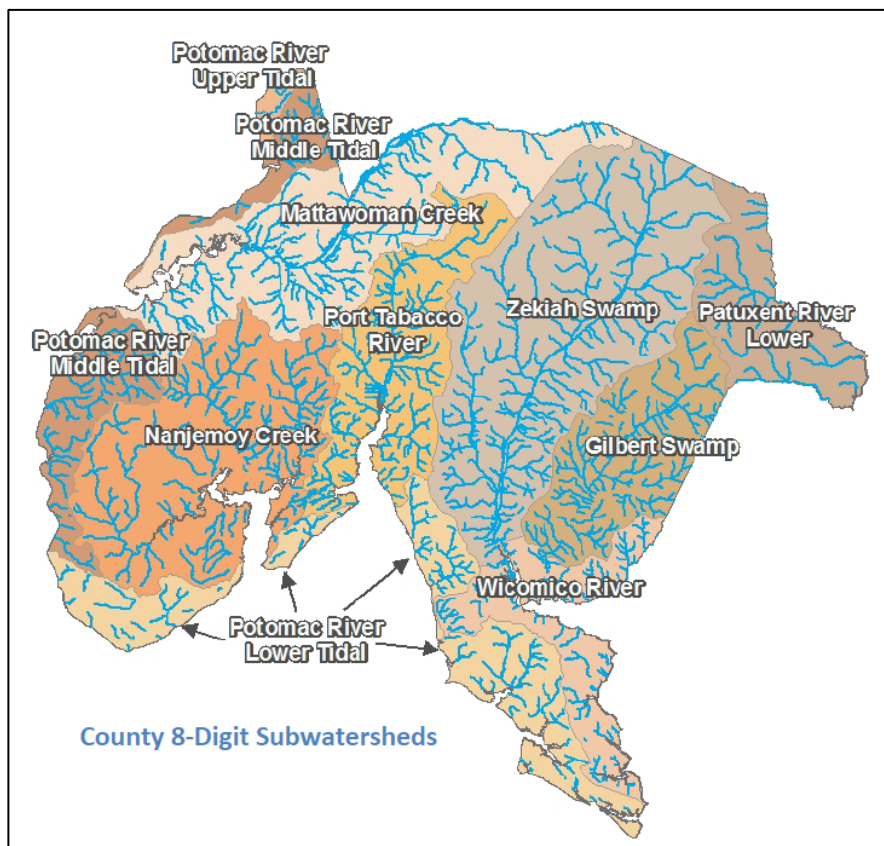 Potomac River
Upper Tidal
Potomac River
Middle Tidal
Mattawoman Creek
Zekiah Swamp
Patuxent River
Lower
Port Tabacco
River
Potomac River
Middle Tidal
Nanjemoy Creek
Gilbert Swamp
Wicomico River
Potomac River
Lower Tidal
County 8-Digit Subwatersheds